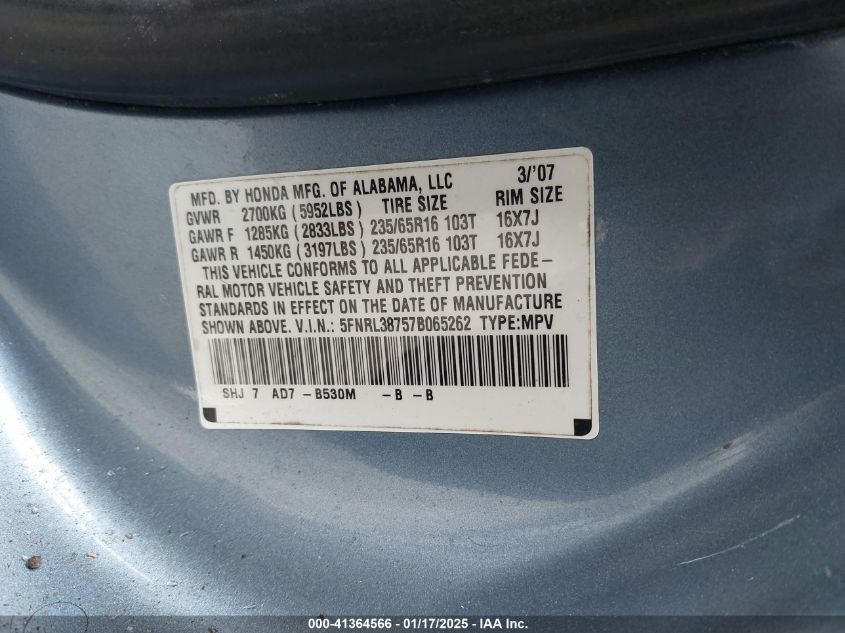 MFD. BY HONDA MFG. OF ALABAMA, LLC 3/'07
GVWR 2700KG (5952LBS) TIRE SIZE RIM SIZE
GAWR F 1285KG (2833LBS) 235/65R16 103T 16X7J
GAWR R 1450KG (3197LBS) 235/65R16 103T 16X7J
THIS VEHICLE CONFORMS TO ALL APPLICABLE FEDE-
RAL MOTOR VEHICLE SAFETY AND THEFT PREVENTION
STANDARDS IN EFFECT ON THE DATE OF MANUFACTURE
SHOWN ABOVE. V.I.N.: 5FNRL38757B065262 TYPE:MPV
SHJ 7 AD7 -B530M -B -B
000-41364566 - 01/17/2025 - IAA Inc.